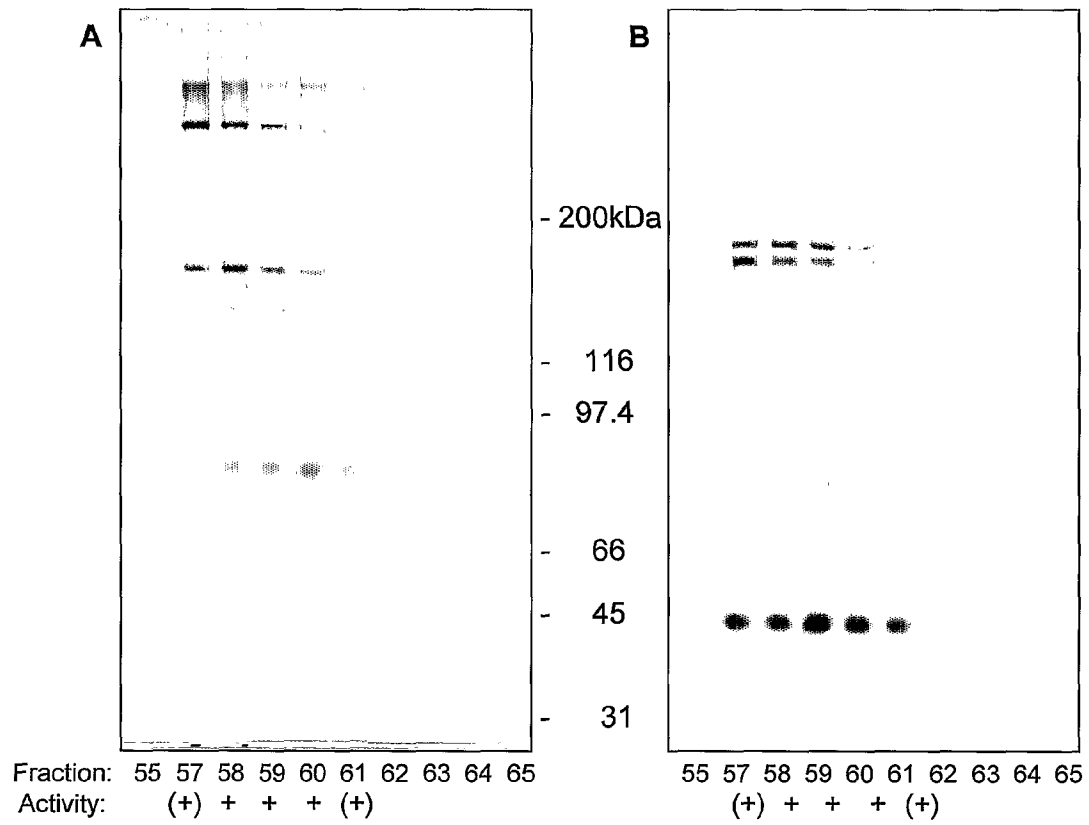 A
B
- 200kDa
- 116
- 97.4
- 66
- 45
- 31
Fraction: 55 57 58 59 60 61 62 63 64 65 55 57 58 59 60 61 62 63 64 65
Activity: (+) + + + (+) (+) + + + (+)